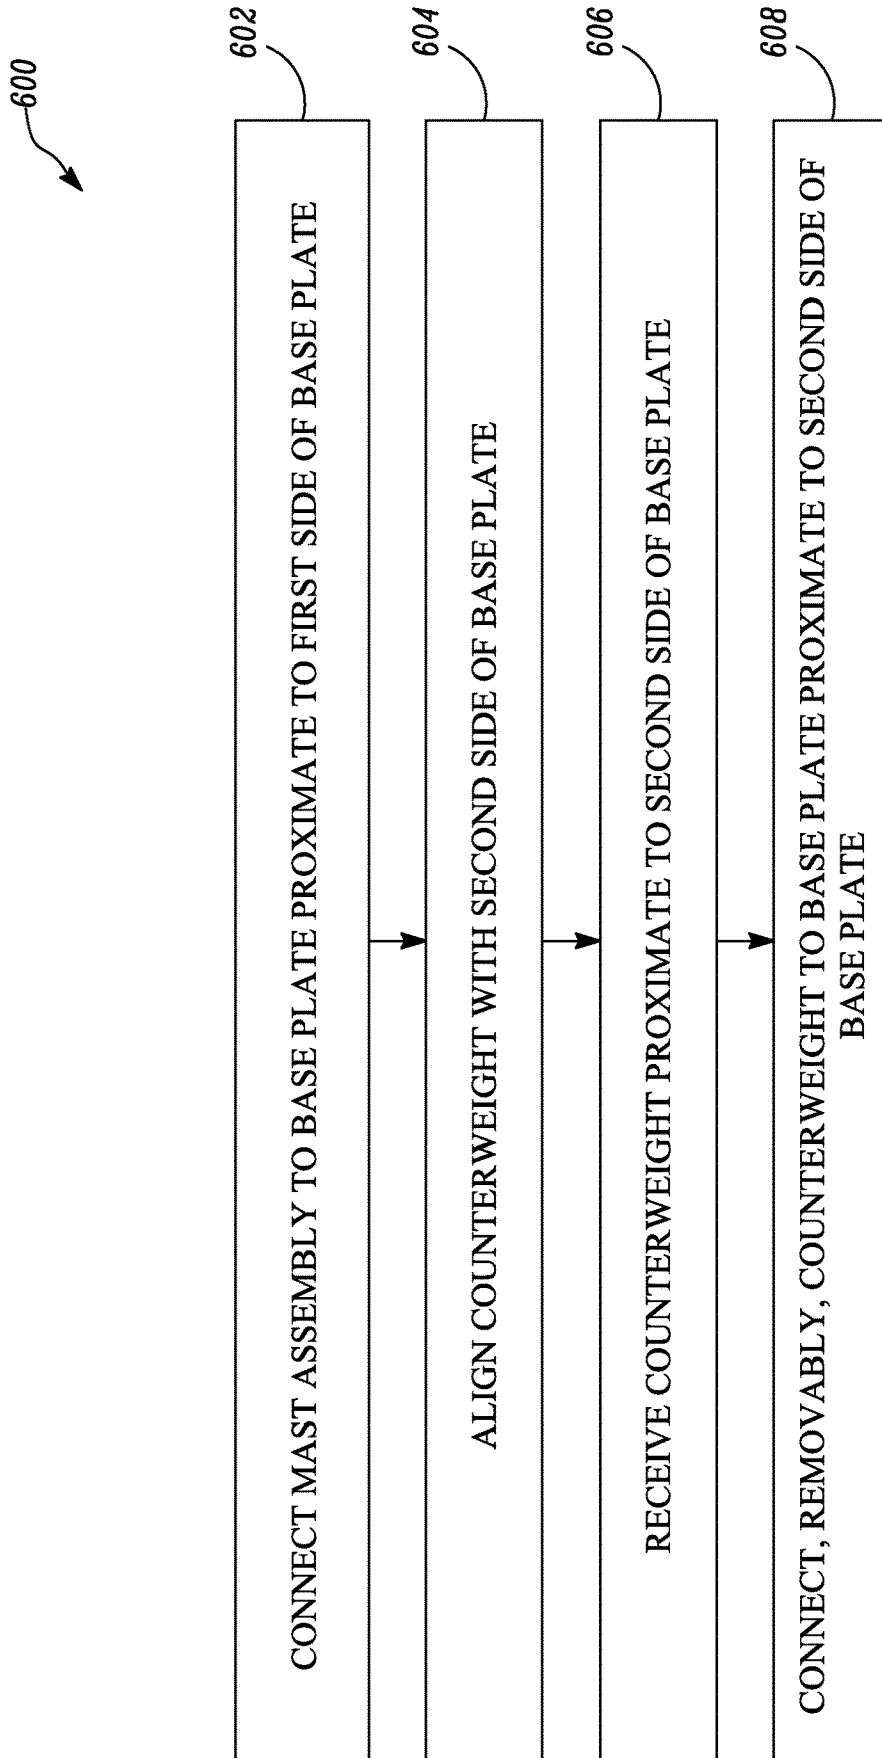 600
602
CONNECT MAST ASSEMBLY TO BASE PLATE PROXIMATE TO FIRST SIDE OF BASE PLATE
604
ALIGN COUNTERWEIGHT WITH SECOND SIDE OF BASE PLATE
606
RECEIVE COUNTERWEIGHT PROXIMATE TO SECOND SIDE OF BASE PLATE
608
CONNECT, REMOVABLY, COUNTERWEIGHT TO BASE PLATE PROXIMATE TO SECOND SIDE OF
BASE PLATE